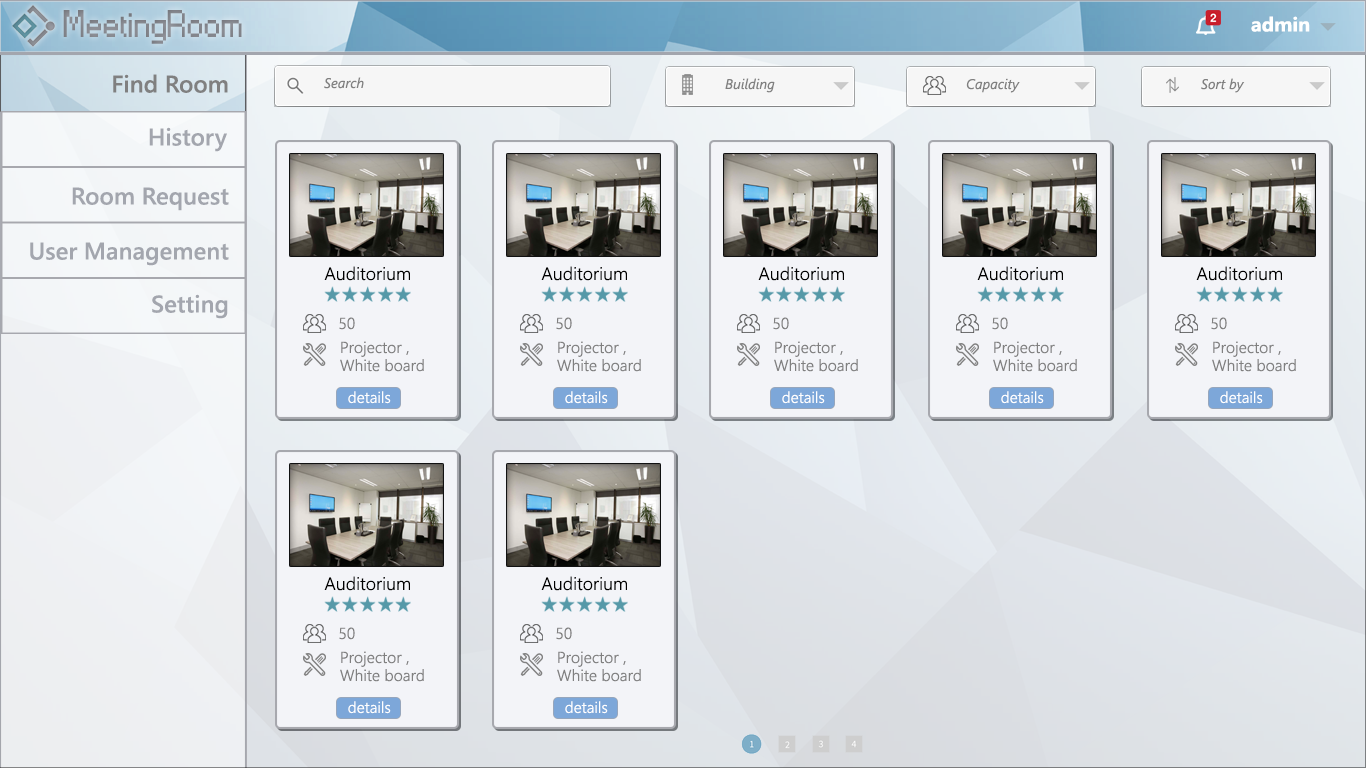 MeetingRoom
2
admin
Find Room
History
Room Request
User Management
Setting
Search
Building
Capacity
Sort by
Auditorium
50
Projector ,
White board
details
Auditorium
50
Projector ,
White board
details
Auditorium
50
Projector ,
White board
details
Auditorium
50
Projector ,
White board
details
Auditorium
50
Projector ,
White board
details
Auditorium
50
Projector ,
White board
details
Auditorium
50
Projector ,
White board
details
1 2 3 4